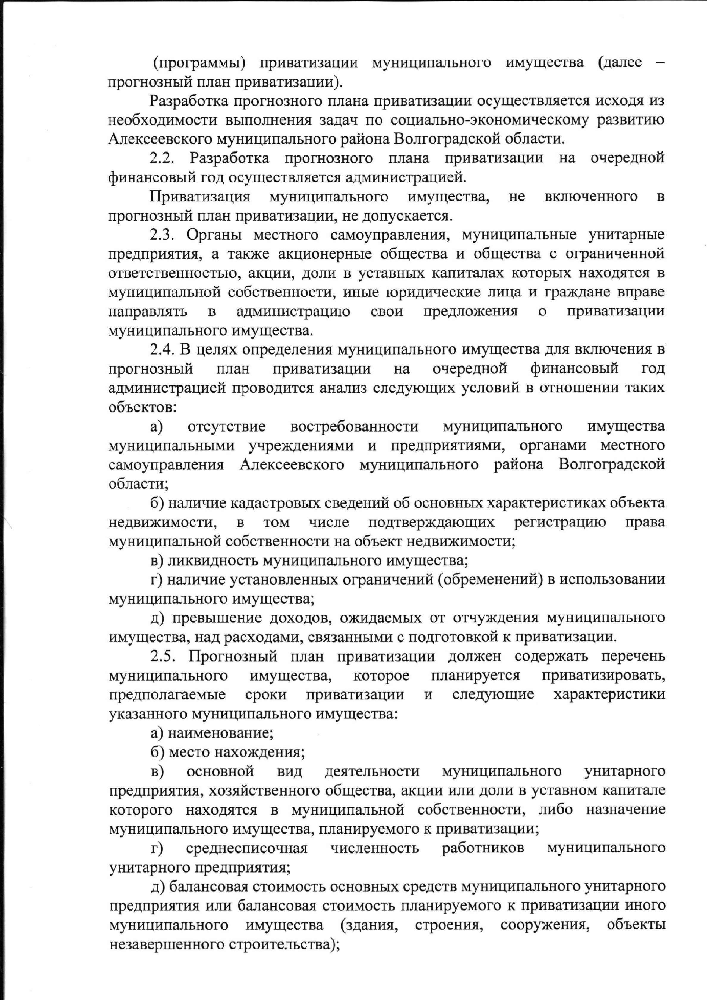 (программы) приватизации муниципального имущества (далее –
прогнозный план приватизации).
Разработка прогнозного плана приватизации осуществляется исходя из
необходимости выполнения задач по социально-экономическому развитию
Алексеевского муниципального района Волгоградской области.
2.2. Разработка прогнозного плана приватизации на очередной
финансовый год осуществляется администрацией.
Приватизация муниципального имущества, не включенного в
прогнозный план приватизации, не допускается.
2.3. Органы местного самоуправления, муниципальные унитарные
предприятия, а также акционерные общества и общества с ограниченной
ответственностью, акции, доли в уставных капиталах которых находятся в
муниципальной собственности, иные юридические лица и граждане вправе
направлять в администрацию свои предложения о приватизации
муниципального имущества.
2.4. В целях определения муниципального имущества для включения в
прогнозный план приватизации на очередной финансовый год
администрацией проводится анализ следующих условий в отношении таких
объектов:
а) отсутствие востребованности муниципального имущества
муниципальными учреждениями и предприятиями, органами местного
самоуправления Алексеевского муниципального района Волгоградской
области;
б) наличие кадастровых сведений об основных характеристиках объекта
недвижимости, в том числе подтверждающих регистрацию права
муниципальной собственности на объект недвижимости;
в) ликвидность муниципального имущества;
г) наличие установленных ограничений (обременений) в использовании
муниципального имущества;
д) превышение доходов, ожидаемых от отчуждения муниципального
имущества, над расходами, связанными с подготовкой к приватизации.
2.5. Прогнозный план приватизации должен содержать перечень
муниципального имущества, которое планируется приватизировать,
предполагаемые сроки приватизации и следующие характеристики
указанного муниципального имущества:
а) наименование;
б) место нахождения;
в) основной вид деятельности муниципального унитарного
предприятия, хозяйственного общества, акции или доли в уставном капитале
которого находятся в муниципальной собственности, либо назначение
муниципального имущества, планируемого к приватизации;
г) среднесписочная численность работников муниципального
унитарного предприятия;
д) балансовая стоимость основных средств муниципального унитарного
предприятия или балансовая стоимость планируемого к приватизации иного
муниципального имущества (здания, строения, сооружения, объекты
незавершенного строительства);